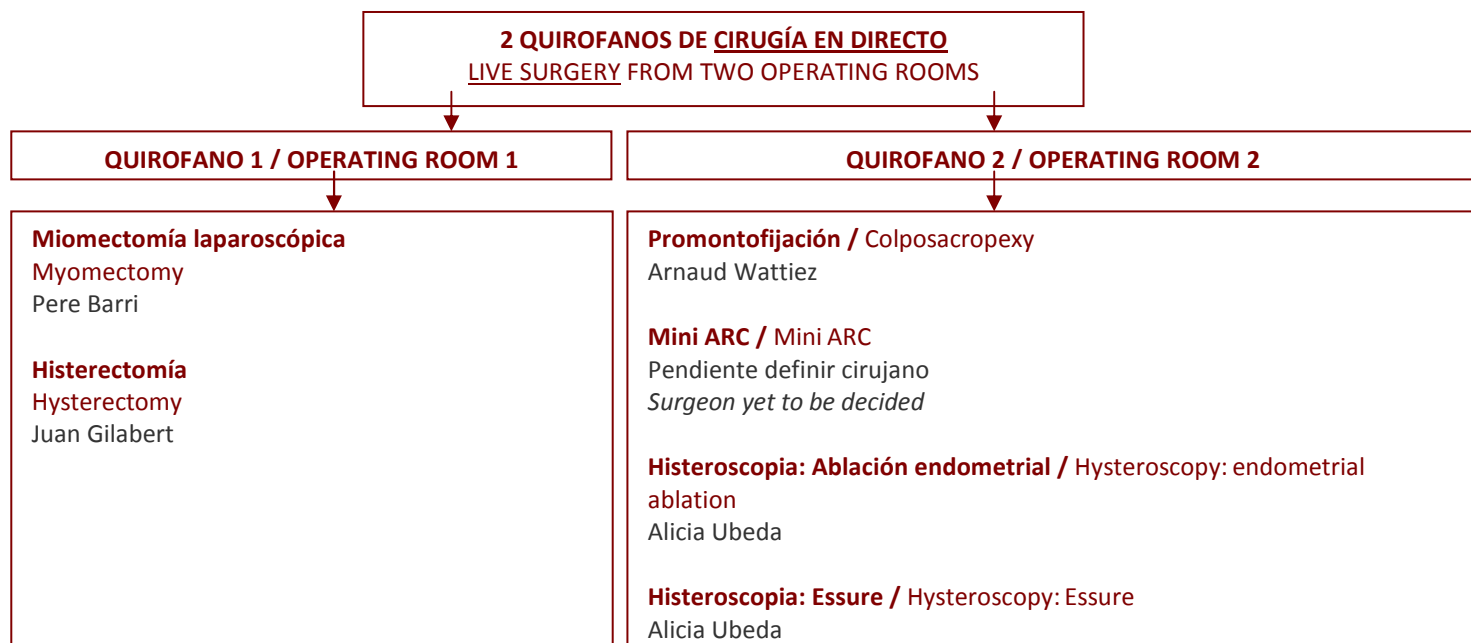 2 QUIROFANOS DE CIRUGÍA EN DIRECTO
LIVE SURGERY FROM TWO OPERATING ROOMS
QUIROFANO 1 / OPERATING ROOM 1
QUIROFANO 2 / OPERATING ROOM 2
Miomectomía laparoscópica
Myomectomy
Pere Barri
Histerectomía
Hysterectomy
Juan Gilabert
Promontofijación / Colposacropexy
Arnaud Wattiez
Mini ARC / Mini ARC
Pendiente definir cirujano
Surgeon yet to be decided
Histeroscopia: Ablación endometrial / Hysteroscopy: endometrial
ablation
Alicia Ubeda
Histeroscopia: Essure / Hysteroscopy: Essure
Alicia Ubeda